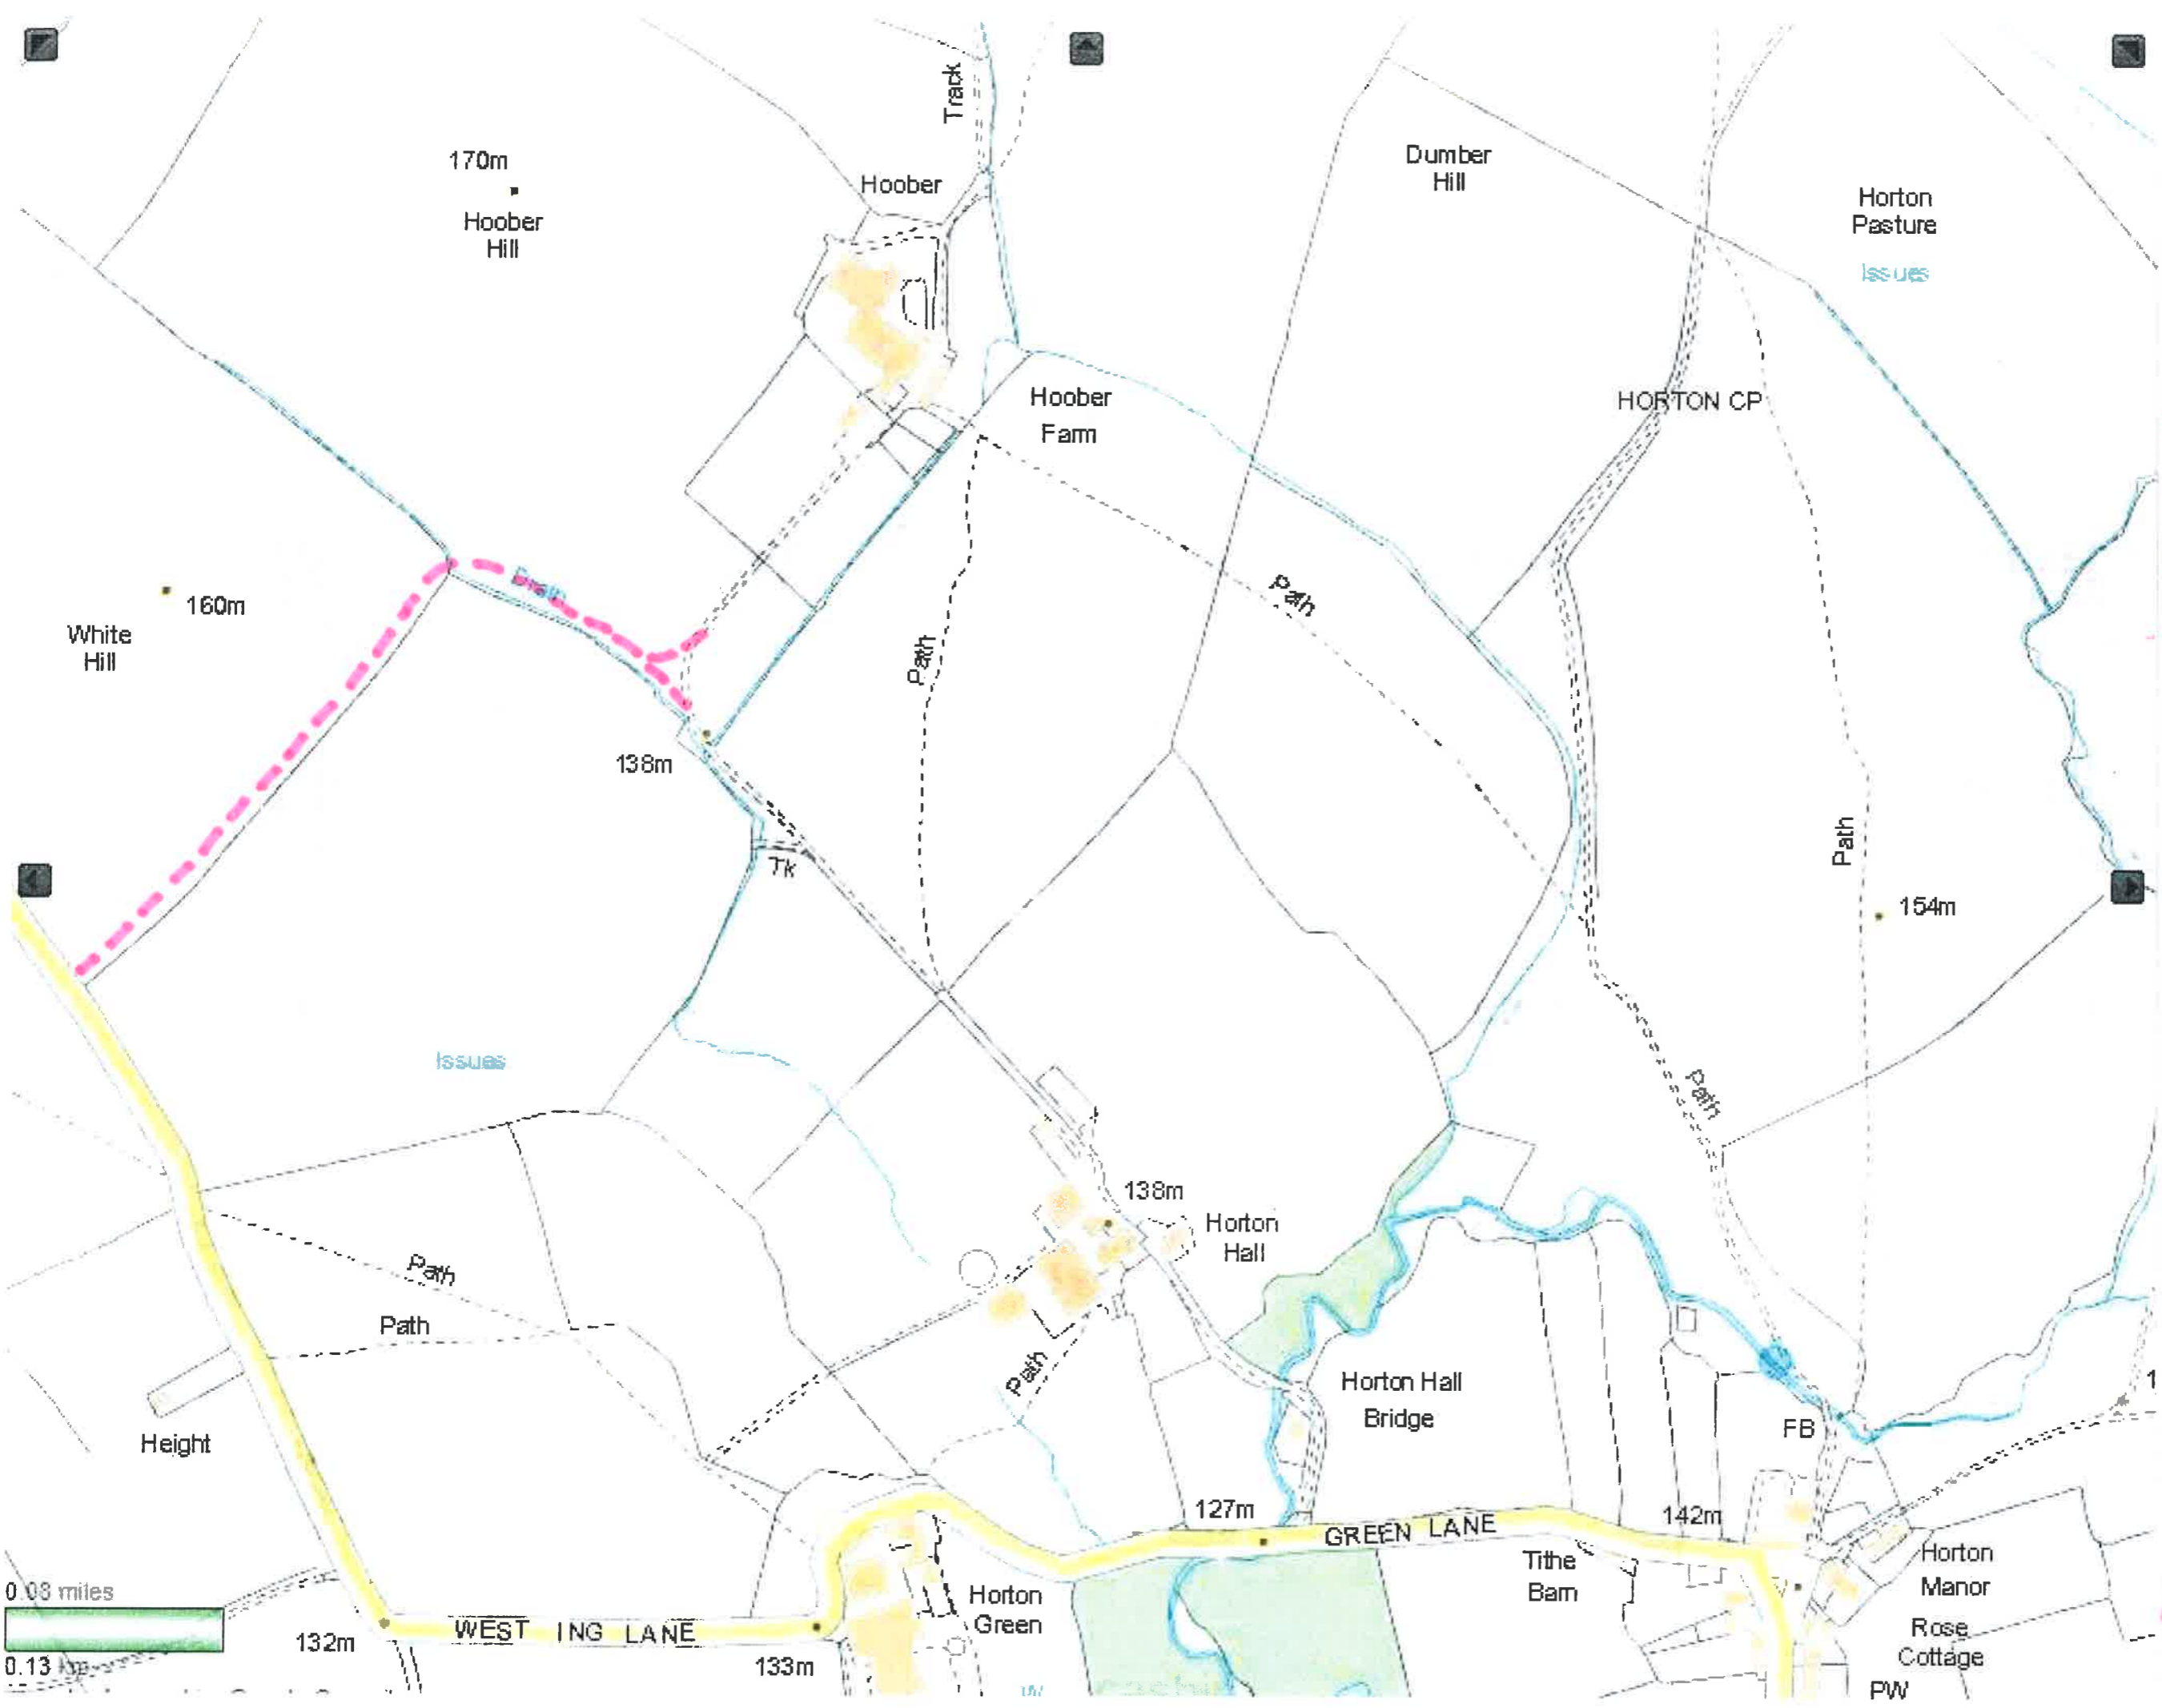 Track
170m
Hoober
Hill
Hoober
Dumber
Hill
Horton
Pasture
Issues
HORTON CP
Hoober
Farm
160m
White
Hill
Path
Path
138m
Tk
Path
154m
Issues
Path
138m
Horton
Hall
Path
Path
Path
Horton Hall
Bridge
Height
FB
127m
GREEN LANE
142m
Tithe
Barn
Horton
Manor
Rose
Cottage
PW
0.08 miles
0.13 km
132m
WEST ING LANE
133m
Horton
Green
W
1